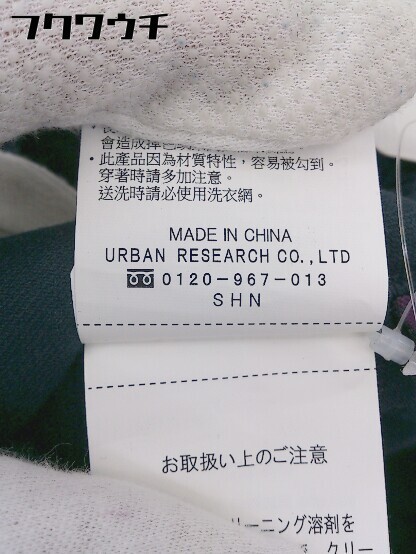 フクワウチ
會造成掉色
・此產品因為材質特性，容易被勾到。
穿著時請多加注意。
送洗時請必使用洗衣網。
MADE IN CHINA
URBAN RESEARCH CO.,LTD
0120-967-013
SHN
お取扱い上のご注意
リーニング溶剤を
クリー